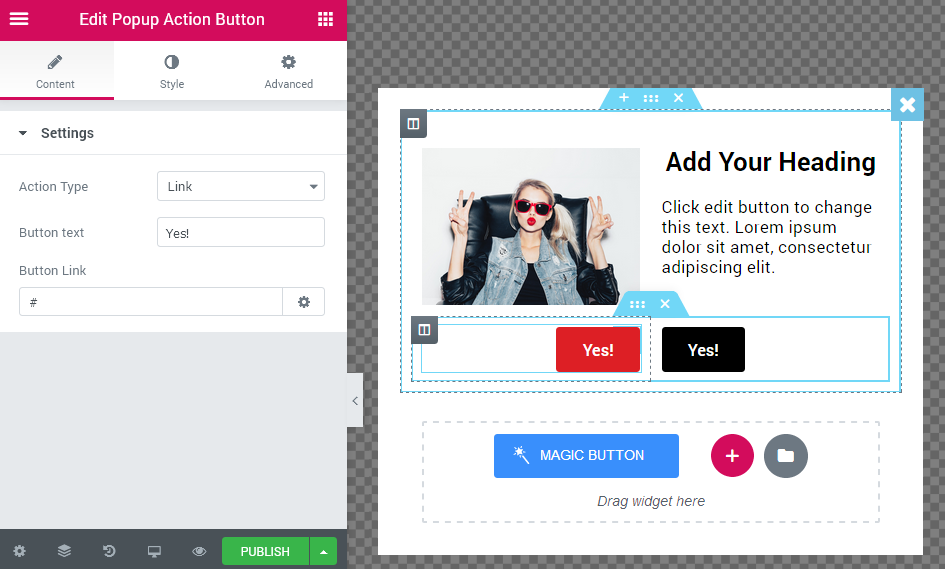 Edit Popup Action Button
Content
Style
Advanced
Settings
Action Type
Link
Button text
Yes!
Button Link
#
PUBLISH
Add Your Heading
Click edit button to change
this text. Lorem ipsum
dolor sit amet, consectetur
adipiscing elit.
Yes!
Yes!
MAGIC BUTTON
Drag widget here